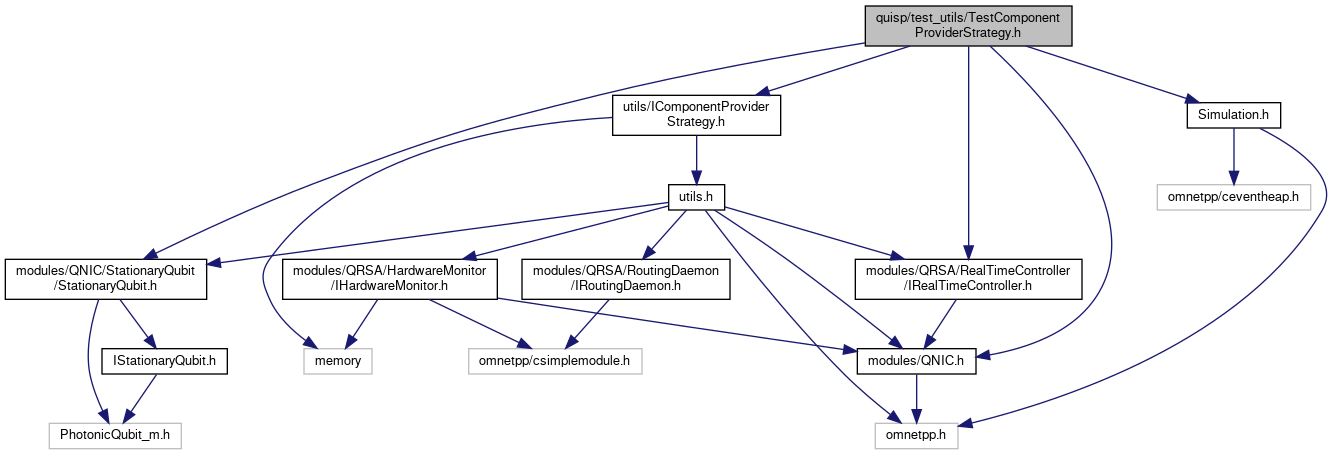 quisp/test_utils/TestComponent
ProviderStrategy.h
utils/IComponentProvider
Strategy.h
Simulation.h
utils.h
omnetpp/ceventheap.h
modules/QNIC/StationaryQubit
/StationaryQubit.h
modules/QRSA/HardwareMonitor
/IHardwareMonitor.h
modules/QRSA/RoutingDaemon
/IRoutingDaemon.h
modules/QRSA/RealTimeController
/IRealTimeController.h
IStationaryQubit.h
memory
omnetpp/csimplemodule.h
modules/QNIC.h
PhotonicQubit_m.h
omnetpp.h